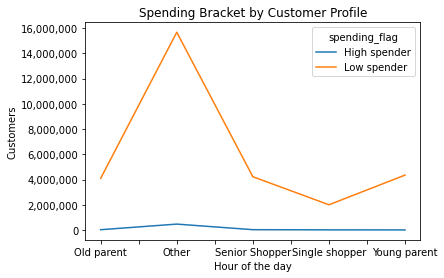 Spending Bracket by Customer Profile
spending_flag
High spender
Low spender
16,000,000
14,000,000
12,000,000
10,000,000
8,000,000
6,000,000
4,000,000
2,000,000
0
Customers
Old parent Other Senior Shopper Single shopper Young parent
Hour of the day